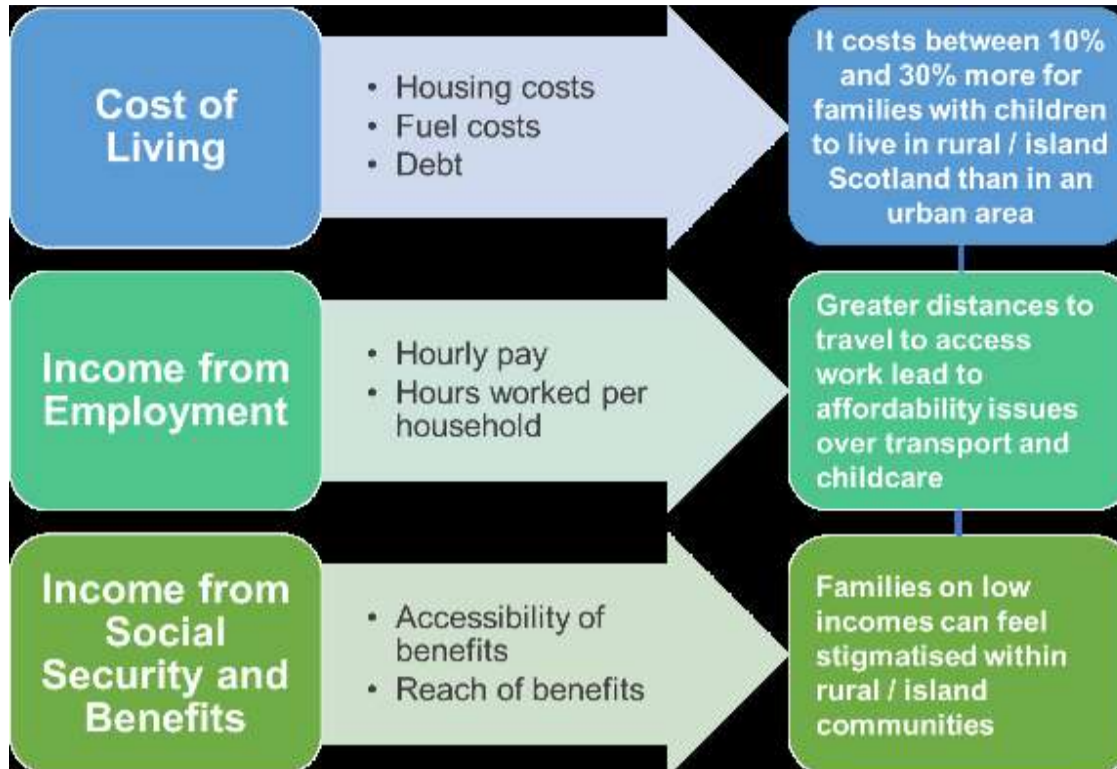 Cost of
Living
• Housing costs
• Fuel costs
• Debt
It costs between 10%
and 30% more for
families with children
to live in rural / island
Scotland than in an
urban area
Income from
Employment
• Hourly pay
• Hours worked per
household
Greater distances to
travel to access
work lead to
affordability issues
over transport and
childcare
Income from
Social
Security and
Benefits
• Accessibility of
benefits
• Reach of benefits
Families on low
incomes can feel
stigmatised within
rural / island
communities